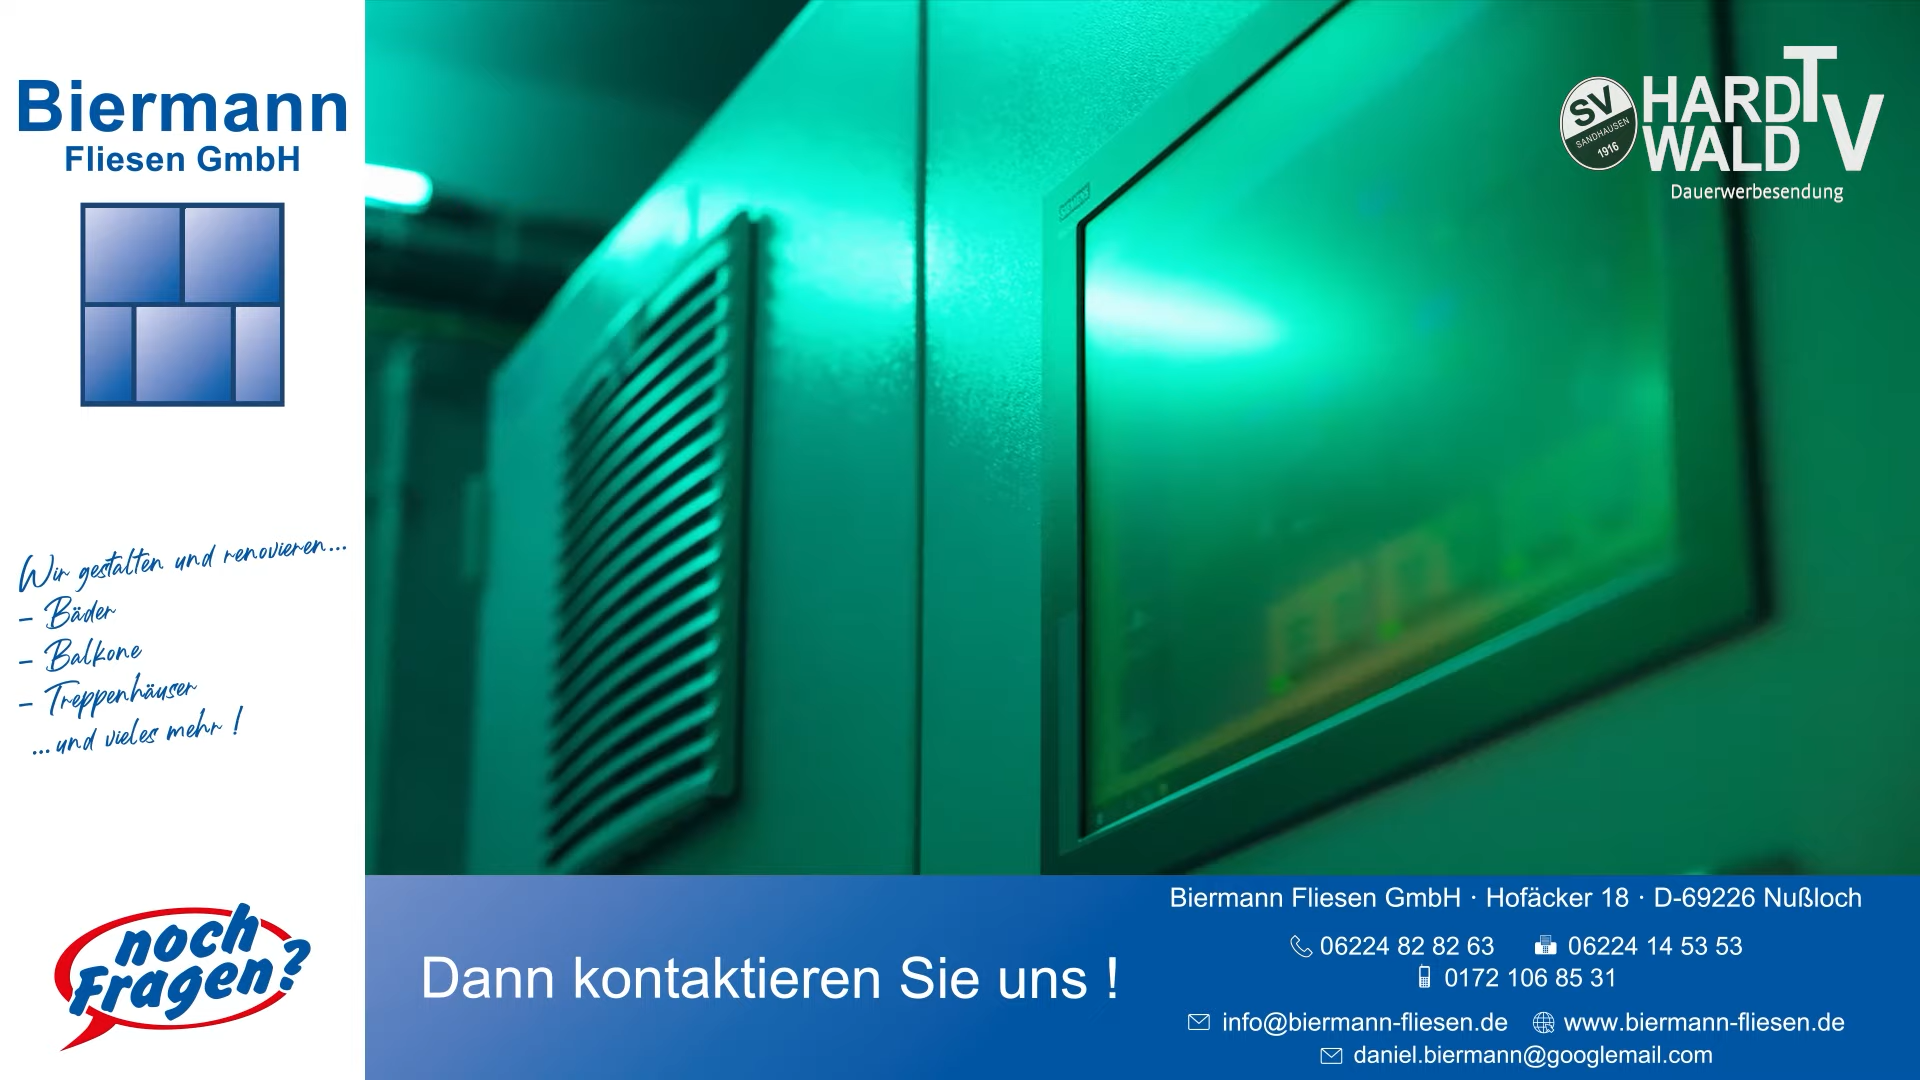 Biermann
Fliesen GmbH
Wir gestalten und renovieren...
- Bäder
- Balkone
- Treppenhäuser
...und vieles mehr !
noch
Fragen?
SIEMENS
SV
SANDHAUSEN
1916
HARDTWALD TV
Dauerwerbesendung
Dann kontaktieren Sie uns !
Biermann Fliesen GmbH · Hofäcker 18 · D-69226 Nußloch
06224 82 82 63 06224 14 53 53
0172 106 85 31
info@biermann-fliesen.de www.biermann-fliesen.de
daniel.biermann@googlemail.com